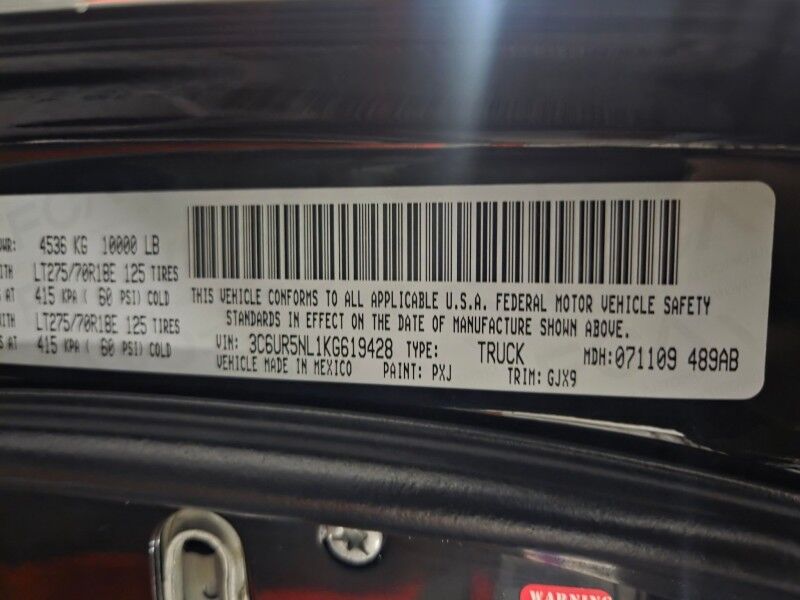 4536 KG 10000 LB
LT275/70R18E 125 TIRES
S AT 415 KPA ( 60 PSI) COLD
LT275/70R18E 125 TIRES
S AT 415 KPA ( 60 PSI) COLD
THIS VEHICLE CONFORMS TO ALL APPLICABLE U.S.A. FEDERAL MOTOR VEHICLE SAFETY
STANDARDS IN EFFECT ON THE DATE OF MANUFACTURE SHOWN ABOVE.
VIN: 3C6UR5NL1KG619428 TYPE: TRUCK MDH:071109 489AB
VEHICLE MADE IN MEXICO PAINT: PXJ TRIM: GJX9
WARNING